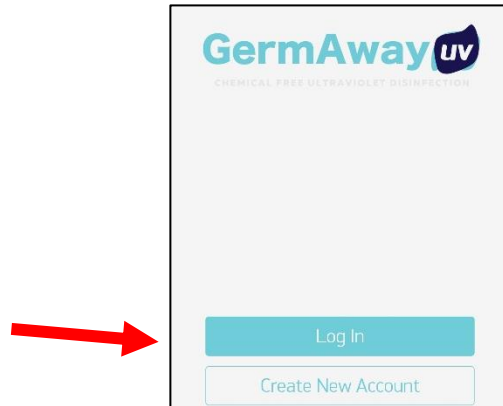 GermAway UV
CHEMICAL FREE ULTRAVIOLET DISINFECTION
Log In
Create New Account